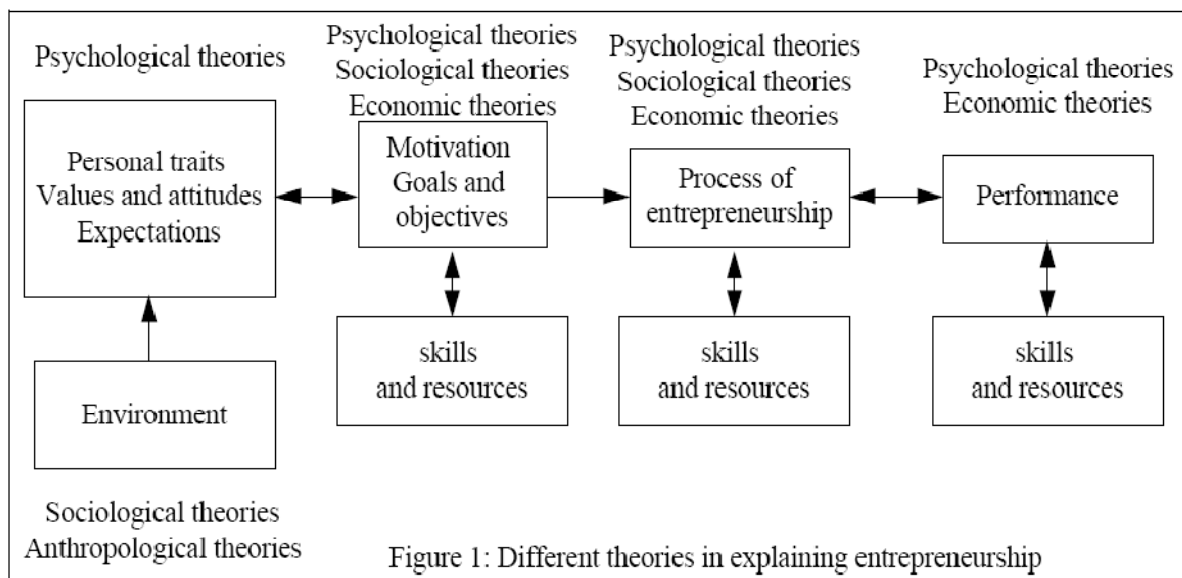 Psychological theories
Personal traits
Values and attitudes
Expectations
Environment
Sociological theories
Anthropological theories
Psychological theories
Sociological theories
Economic theories
Motivation
Goals and
objectives
skills
and resources
Psychological theories
Sociological theories
Economic theories
Process of
entrepreneurship
skills
and resources
Psychological theories
Economic theories
Performance
skills
and resources
Figure 1: Different theories in explaining entrepreneurship